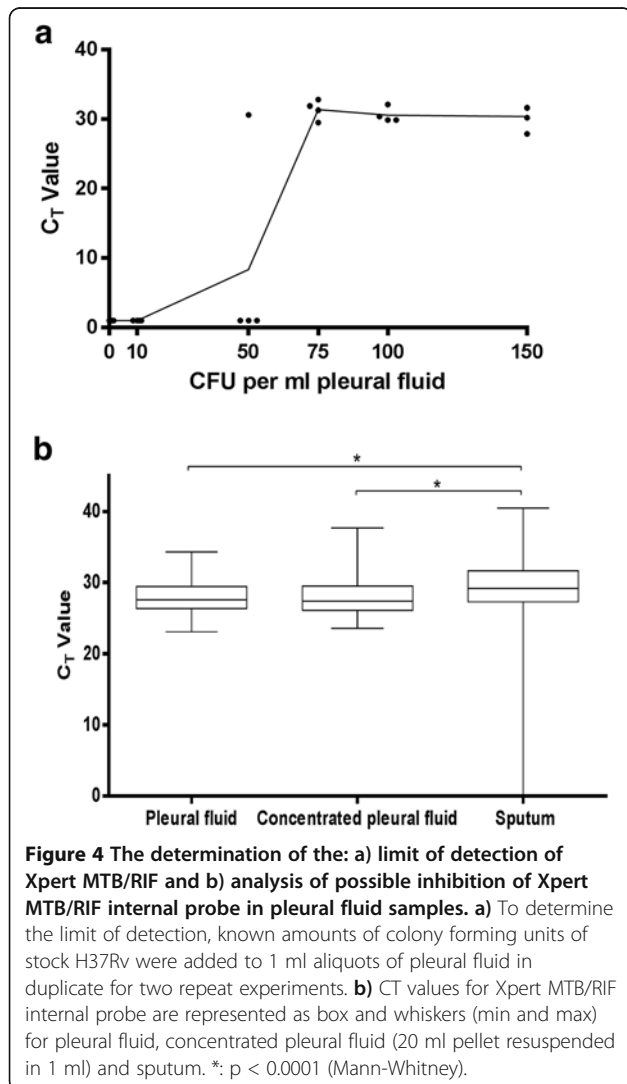 a
40
30
20
10
0
C_T Value
0 10 50 75 100 150
CFU per ml pleural fluid
b
* 
*
40
30
20
10
0
C_T Value
Pleural fluid Concentrated pleural fluid Sputum
Figure 4 The determination of the: a) limit of detection of
Xpert MTB/RIF and b) analysis of possible inhibition of Xpert
MTB/RIF internal probe in pleural fluid samples. a) To determine
the limit of detection, known amounts of colony forming units of
stock H37Rv were added to 1 ml aliquots of pleural fluid in
duplicate for two repeat experiments. b) CT values for Xpert MTB/RIF
internal probe are represented as box and whiskers (min and max)
for pleural fluid, concentrated pleural fluid (20 ml pellet resuspended
in 1 ml) and sputum. *: p < 0.0001 (Mann-Whitney).